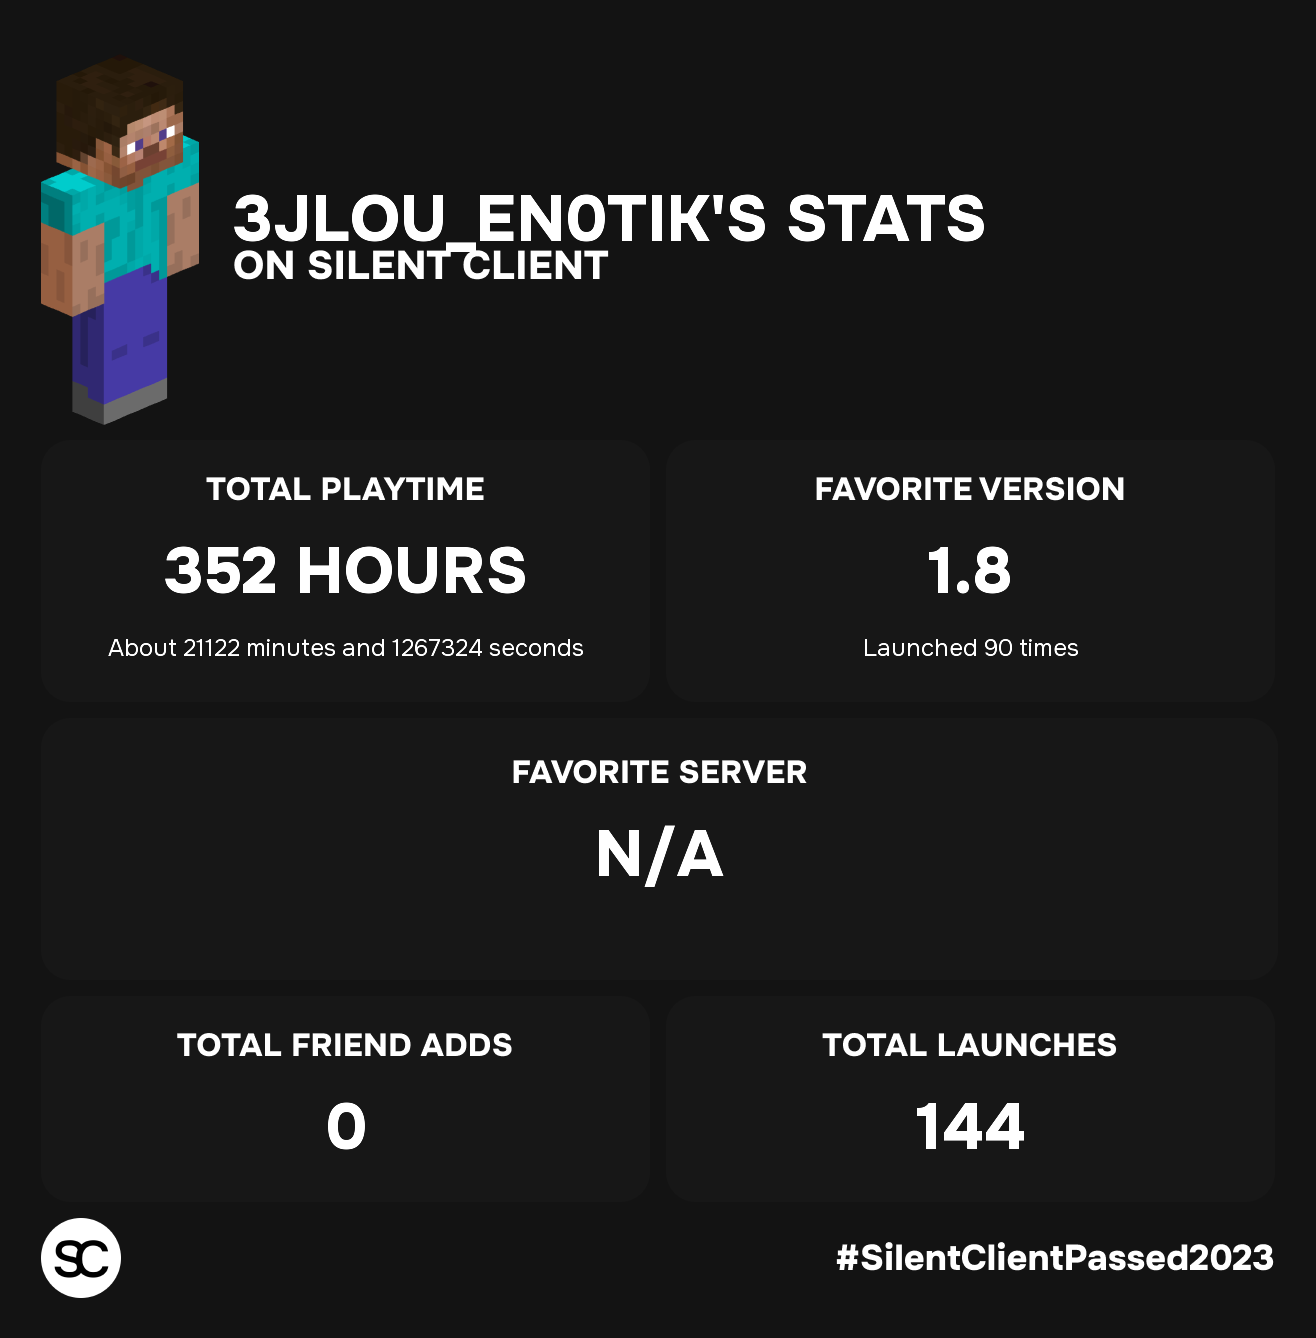 3JLOU_EN0TIK'S STATS
ON SILENT CLIENT
TOTAL PLAYTIME
352 HOURS
About 21122 minutes and 1267324 seconds
FAVORITE VERSION
1.8
Launched 90 times
FAVORITE SERVER
N/A
TOTAL FRIEND ADDS
0
TOTAL LAUNCHES
144
SC
#SilentClientPassed2023